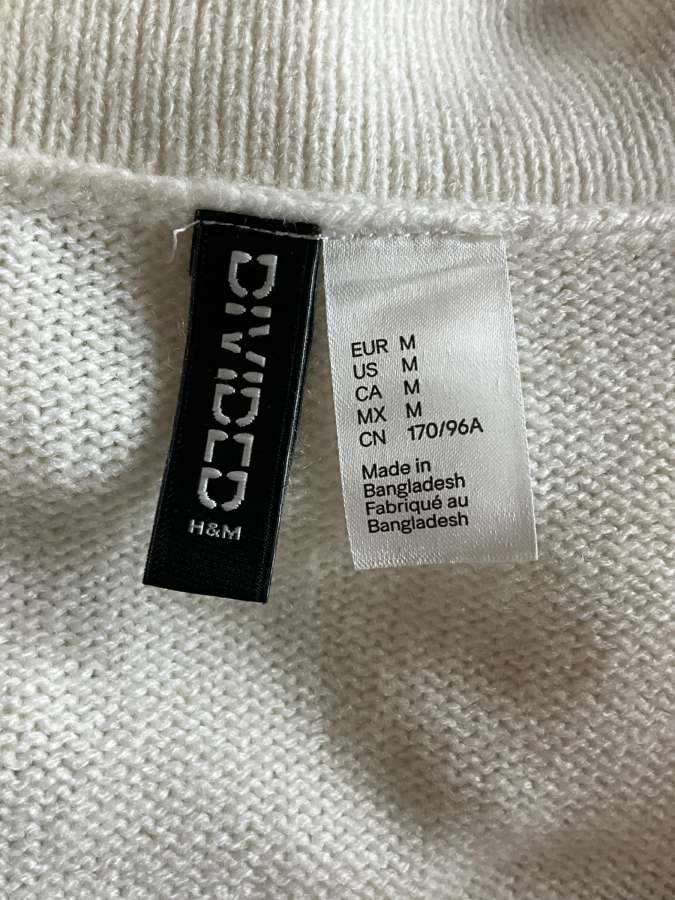 DIVIDED
H&M
EUR M
US M
CA M
MX M
CN 170/96A
Made in
Bangladesh
Fabriqué au
Bangladesh